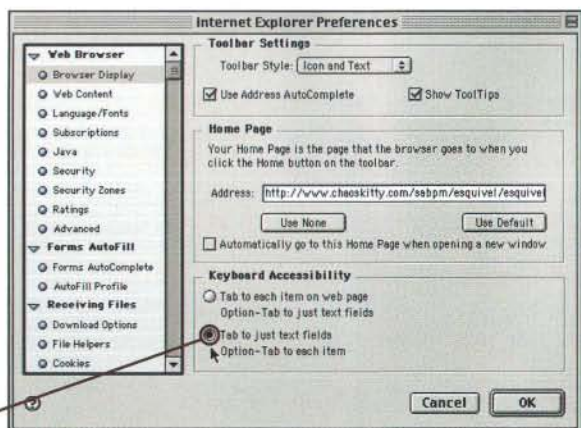 Internet Explorer Preferences
Web Browser
Browser Display
Web Content
Language/Fonts
Subscriptions
Java
Security
Security Zones
Ratings
Advanced
Forms AutoFill
Forms AutoComplete
AutoFill Profile
Receiving Files
Download Options
File Helpers
Cookies
Toolbar Settings
Toolbar Style: Icon and Text
Use Address AutoComplete
Show ToolTips
Home Page
Your Home Page is the page that the browser goes to when you
click the Home button on the toolbar.
Address: http://www.chaoskitty.com/sabpm/esquivel/esquivel
Use None
Use Default
Automatically go to this Home Page when opening a new window
Keyboard Accessibility
Tab to each item on web page
Option-Tab to just text fields
Tab to just text fields
Option-Tab to each item
?
Cancel
OK